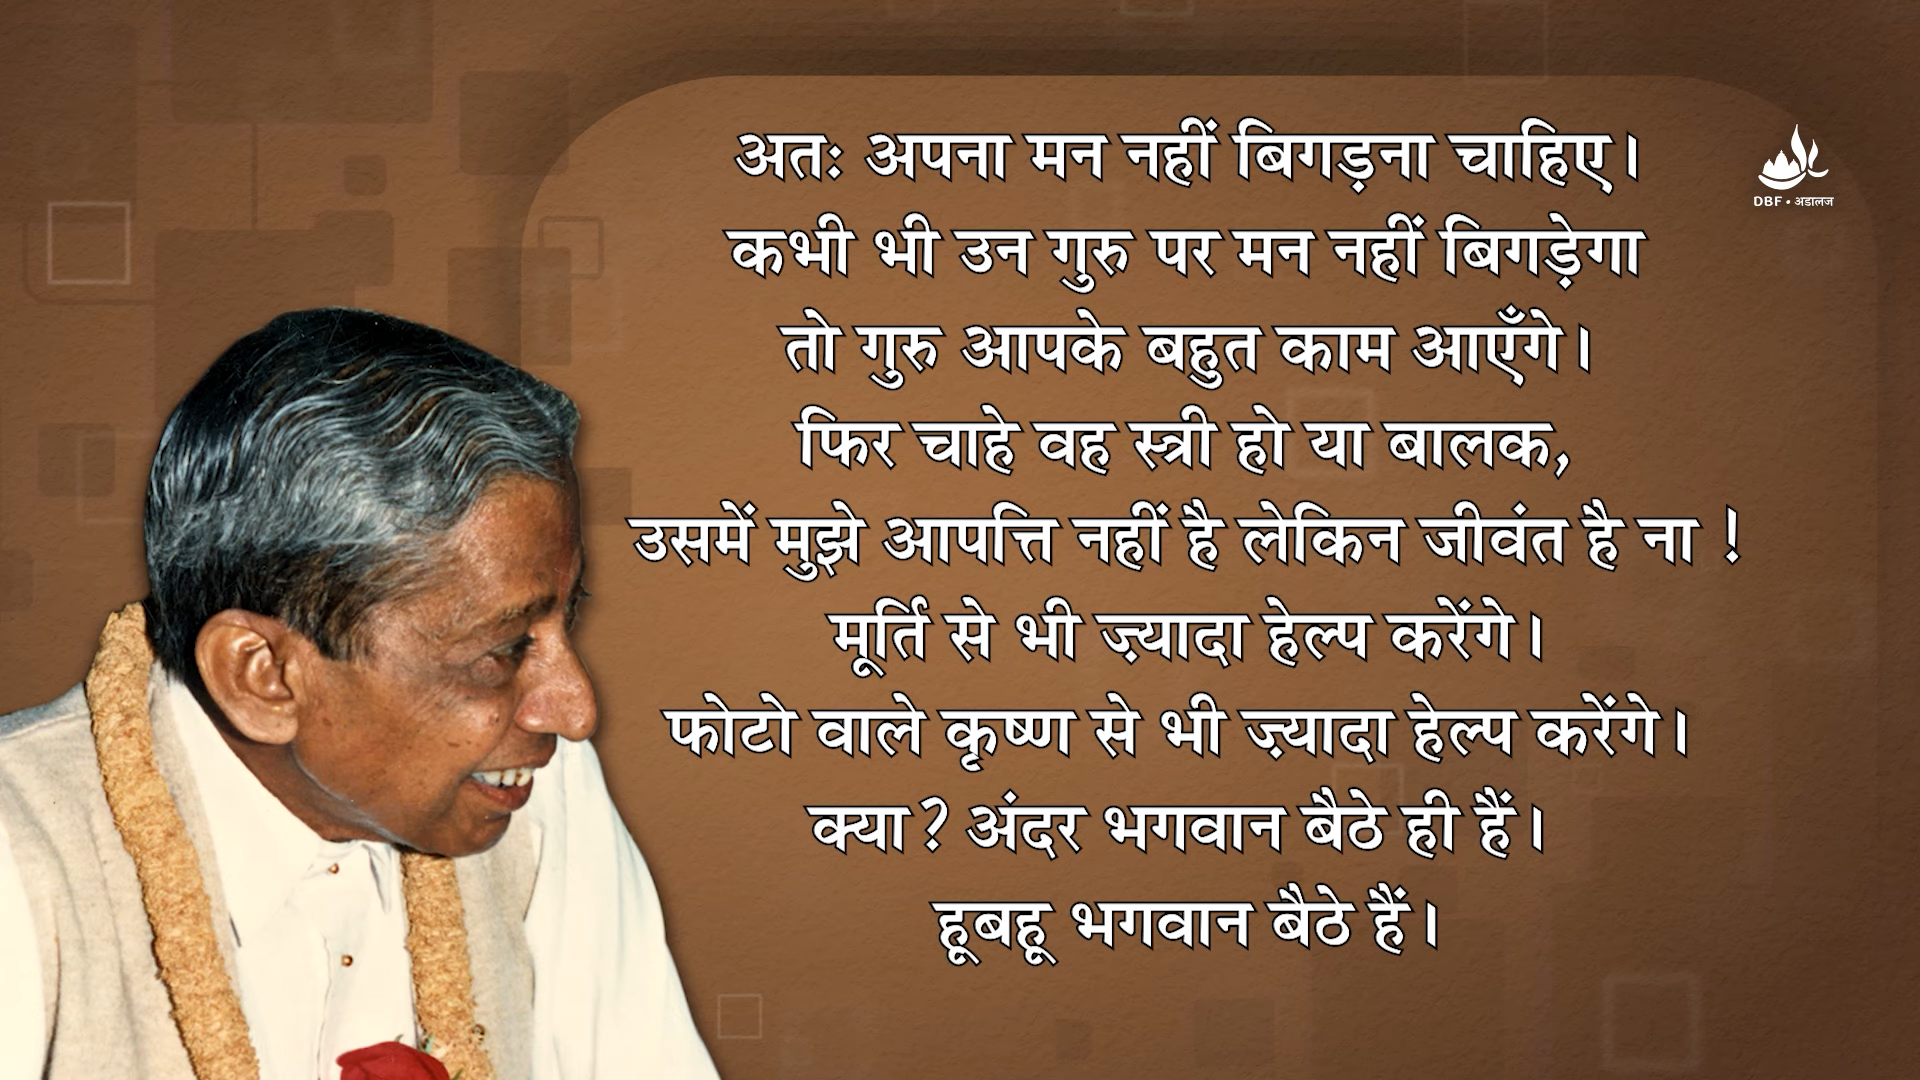 अतः अपना मन नहीं बिगड़ना चाहिए।
कभी भी उन गुरु पर मन नहीं बिगड़ेगा
तो गुरु आपके बहुत काम आएँगे।
फिर चाहे वह स्त्री हो या बालक,
उसमें मुझे आपत्ति नहीं है लेकिन जीवंत है ना !
मूर्ति से भी ज़्यादा हेल्प करेंगे।
फोटो वाले कृष्ण से भी ज़्यादा हेल्प करेंगे।
क्या? अंदर भगवान बैठे ही हैं।
हूबहू भगवान बैठे हैं।
DBF • अडालज